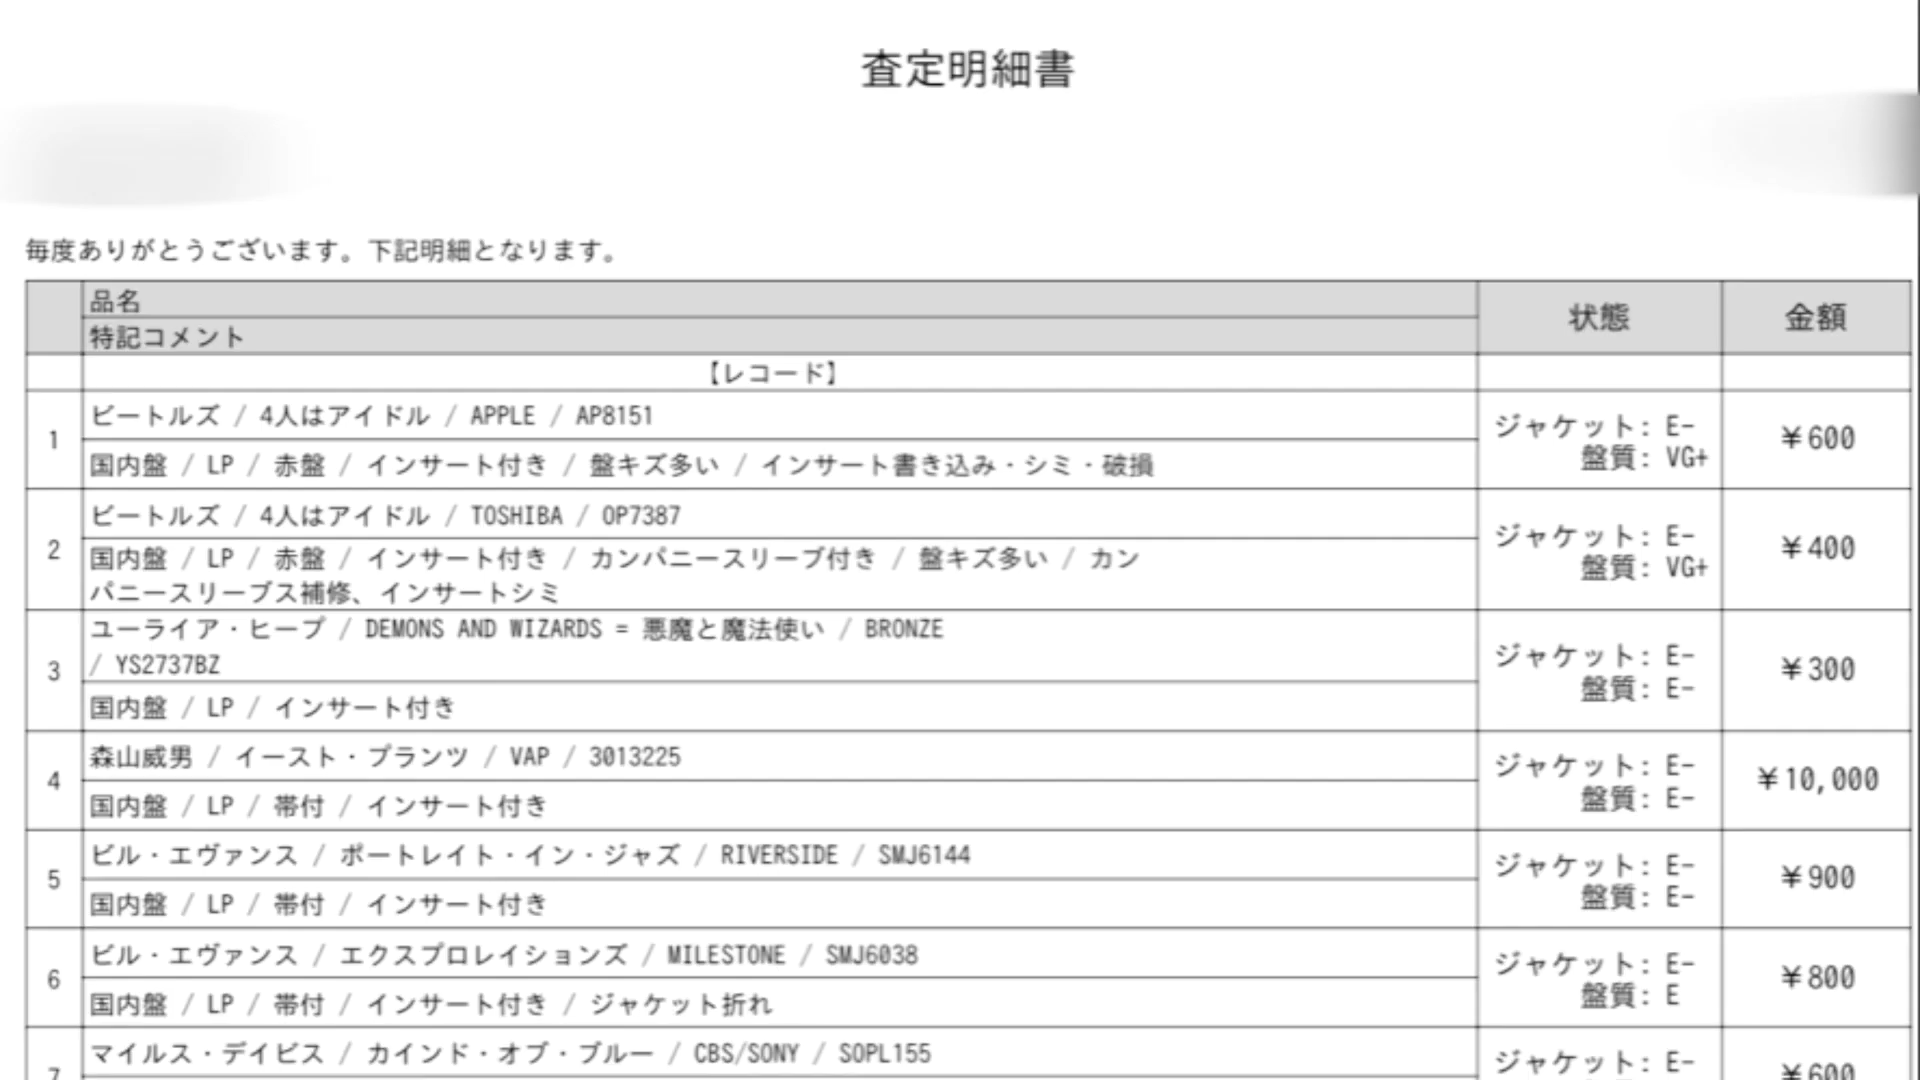 査定明細書
毎度ありがとうございます。下記明細となります。
品名
特記コメント
状態
金額
【レコード】
1
ビートルズ / 4人はアイドル / APPLE / AP8151
国内盤 / LP / 赤盤 / インサート付き / 盤キズ多い / インサート書き込み・シミ・破損
ジャケット: E-
盤質: VG+
¥600
2
ビートルズ / 4人はアイドル / TOSHIBA / OP7387
国内盤 / LP / 赤盤 / インサート付き / カンパニースリーブ付き / 盤キズ多い / カン
パニースリーブス補修、インサートシミ
ジャケット: E-
盤質: VG+
¥400
3
ユーライア・ヒープ / DEMONS AND WIZARDS = 悪魔と魔法使い / BRONZE
/ YS2737BZ
国内盤 / LP / インサート付き
ジャケット: E-
盤質: E-
¥300
4
森山威男 / イースト・プランツ / VAP / 3013225
国内盤 / LP / 帯付 / インサート付き
ジャケット: E-
盤質: E-
¥10,000
5
ビル・エヴァンス / ポートレイト・イン・ジャズ / RIVERSIDE / SMJ6144
国内盤 / LP / 帯付 / インサート付き
ジャケット: E-
盤質: E-
¥900
6
ビル・エヴァンス / エクスプロレイションズ / MILESTONE / SMJ6038
国内盤 / LP / 帯付 / インサート付き / ジャケット折れ
ジャケット: E-
盤質: E
¥800
7
マイルス・デイビス / カインド・オブ・ブルー / CBS/SONY / SOPL155
ジャケット: E-
¥600